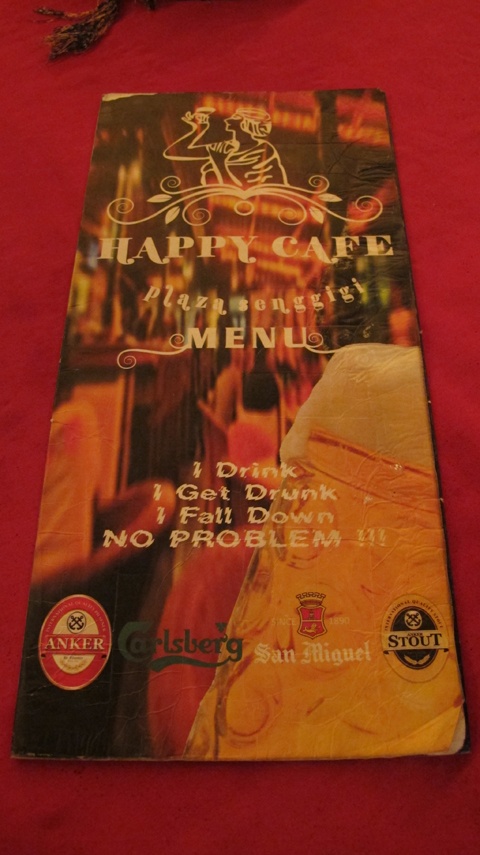 HAPPY CAFE
plaza senggigi
MENU
I Drink
I Get Drunk
I Fall Down
NO PROBLEM !!!
ANKER
Carlsberg
SINCE 1890
San Miguel
STOUT